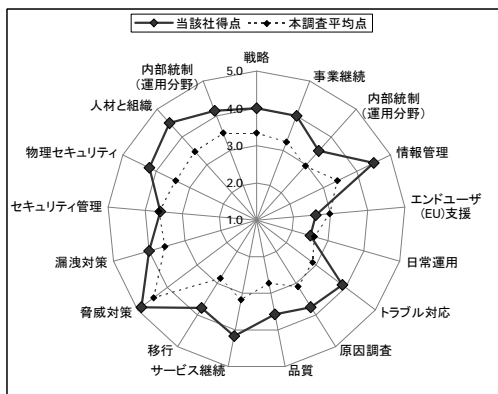 当該社得点 本調査平均点
戦略
事業継続
内部統制
(運用分野)
情報管理
エンドユーザ
(EU)支援
日常運用
トラブル対応
原因調査
品質
サービス継続
移行
脅威対策
漏洩対策
セキュリティ管理
物理セキュリティ
人材と組織
内部統制
(運用分野)
5.0
4.0
3.0
2.0
1.0